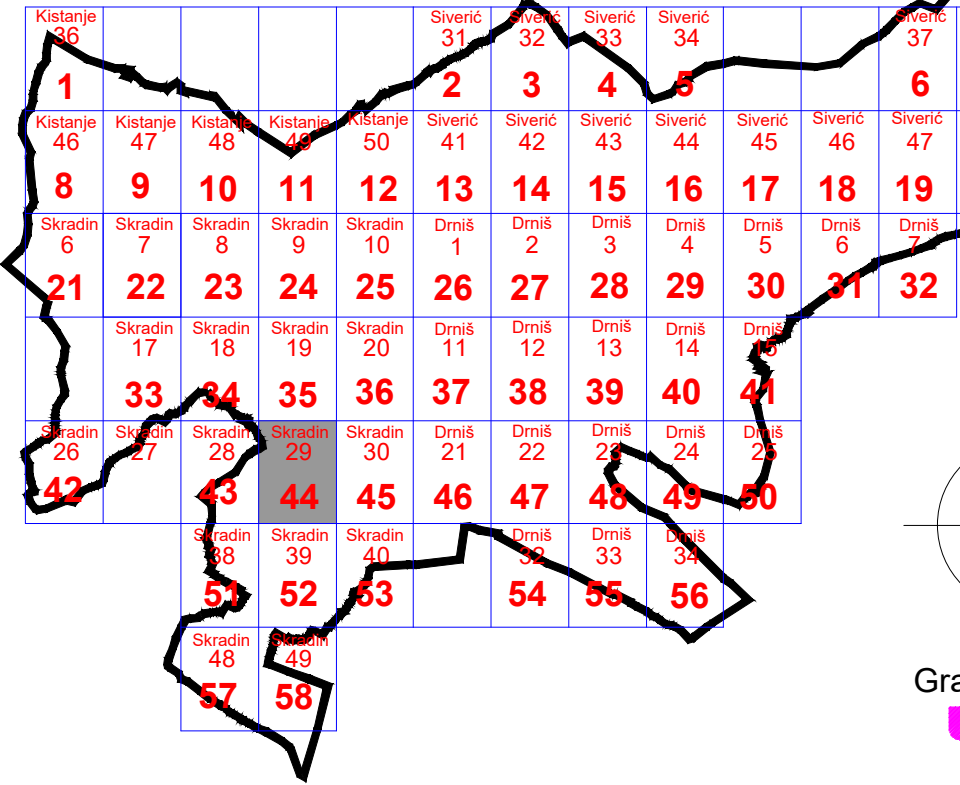 Kistanje Siverić Siverić Siverić Siverić Siverić
36 31 32 33 34 37
1 2 3 4 5 6
Kistanje Kistanje Kistanje Kistanje Kistanje Siverić Siverić Siverić Siverić Siverić Siverić Siverić
46 47 48 49 50 41 42 43 44 45 46 47
8 9 10 11 12 13 14 15 16 17 18 19
Skradin Skradin Skradin Skradin Skradin Drniš Drniš Drniš Drniš Drniš Drniš Drniš
6 7 8 9 10 1 2 3 4 5 6 7
21 22 23 24 25 26 27 28 29 30 31 32
Skradin Skradin Skradin Skradin Drniš Drniš Drniš Drniš Drniš
17 18 19 20 11 12 13 14 15
33 34 35 36 37 38 39 40 41
Skradin Skradin Skradin Skradin Skradin Drniš Drniš Drniš Drniš Drniš
26 27 28 29 30 21 22 23 24 25
42 43 44 45 46 47 48 49 50
Skradin Skradin Skradin Drniš Drniš Drniš
38 39 40 32 33 34
51 52 53 54 55 56
Skradin Skradin
48 49
57 58
Gra